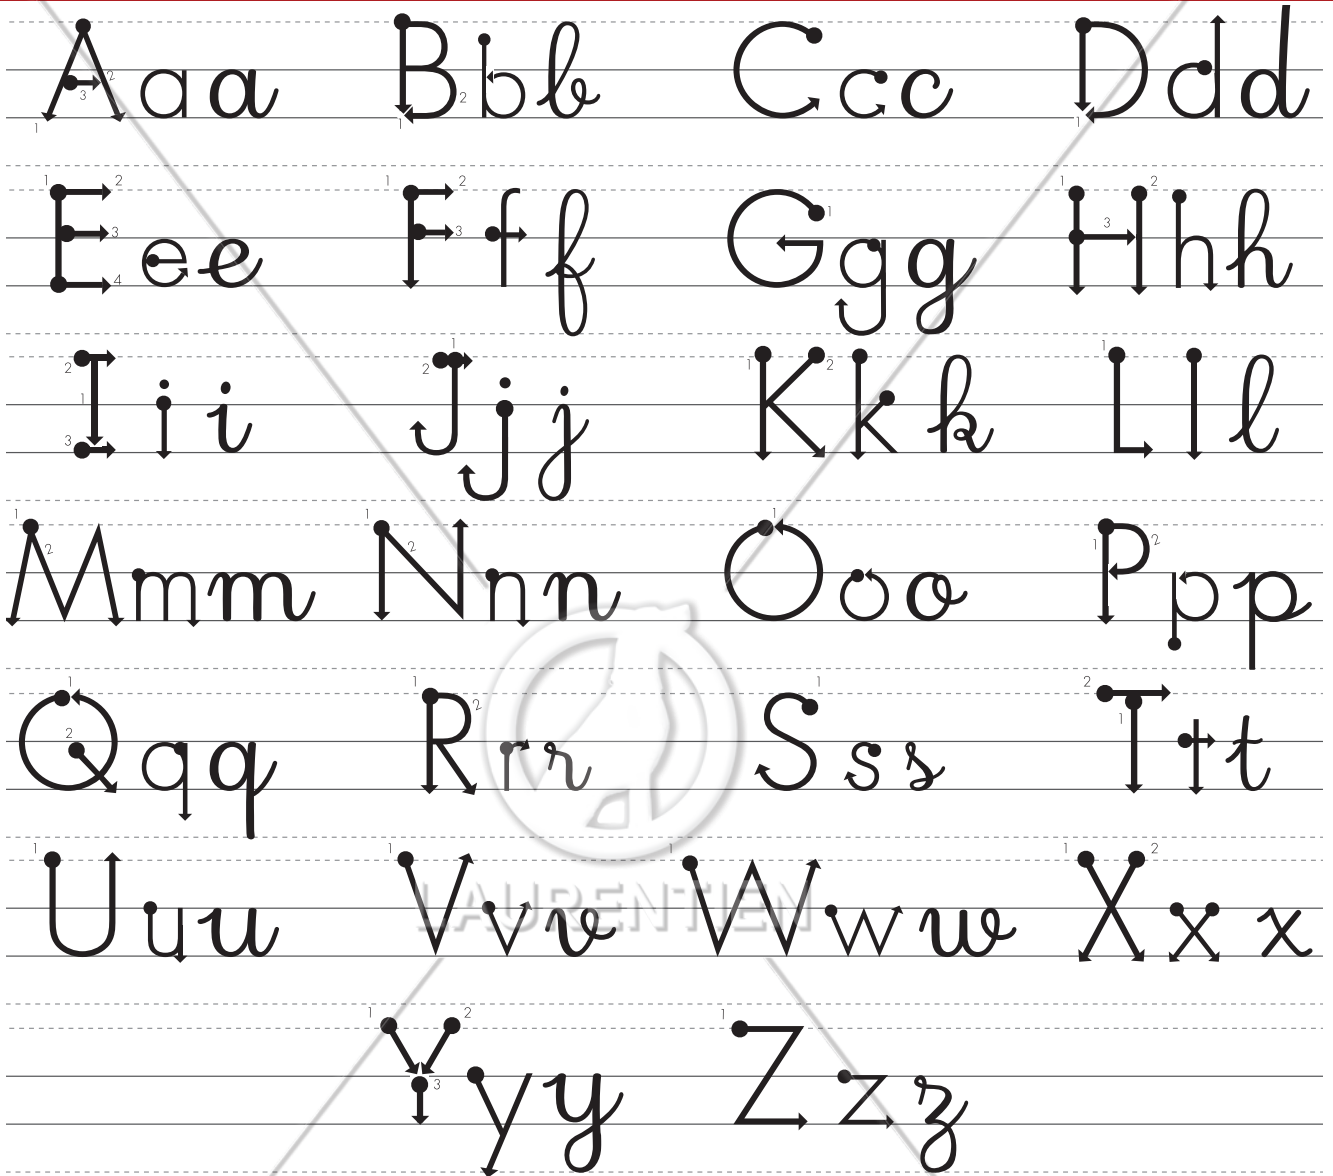 Aaa Bbb Ccc Ddd
Eee Fff Ggg Hhh
Iii Jjj Kkk Lll
Mmm Nnn Ooo Ppp
Qqq Rrr Sss Ttt
Uuu Vvv Www Xxx
LAURENTIEN
Yyy Zzz